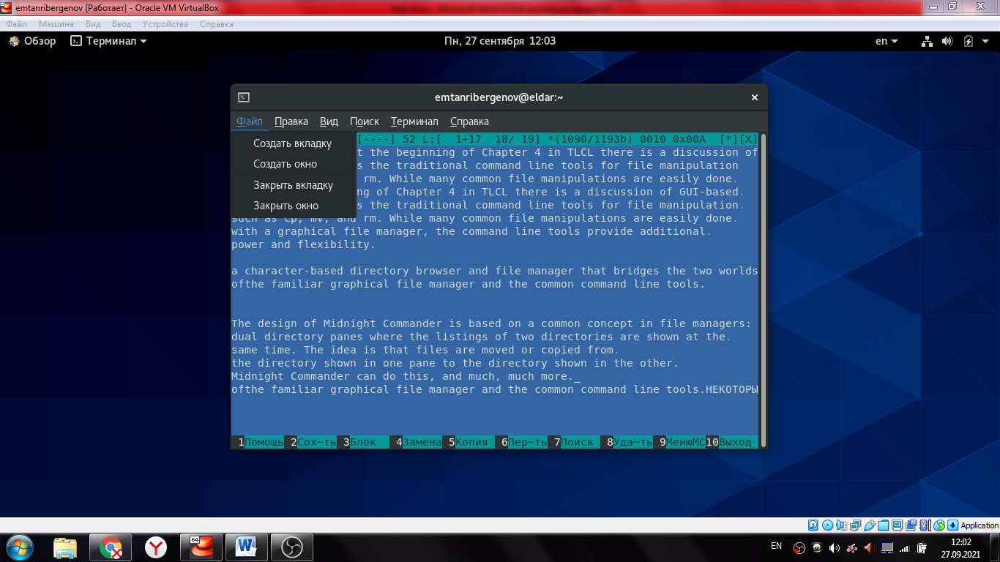 emtanribergenov [Работает] - Oracle VM VirtualBox
Файл Машина Вид Ввод Устройства Справка
Обзор Терминал Пн, 27 сентября 12:03 en
emtanribergenov@eldar:~
Файл Правка Вид Поиск Терминал Справка
Создать вкладку
Создать окно
Закрыть вкладку
Закрыть окно
[----] 52 L:[ 1+17 18/ 19] *(1090/1193b) 0010 0x00A [*][X]
t the beginning of Chapter 4 in TLCL there is a discussion of
s the traditional command line tools for file manipulation
rm. While many common file manipulations are easily done.
ng of Chapter 4 in TLCL there is a discussion of GUI-based.
s the traditional command line tools for file manipulation.
such as cp, mv, and rm. While many common file manipulations are easily done.
with a graphical file manager, the command line tools provide additional.
power and flexibility.
a character-based directory browser and file manager that bridges the two worlds
ofthe familiar graphical file manager and the common command line tools.
The design of Midnight Commander is based on a common concept in file managers:
dual directory panes where the listings of two directories are shown at the.
same time. The idea is that files are moved or copied from.
the directory shown in one pane to the directory shown in the other.
Midnight Commander can do this, and much, much more._
ofthe familiar graphical file manager and the common command line tools.НЕКОТОРЫ
1Помощь 2Сох~ть 3Блок 4Замена 5Копия 6Пер~ть 7Поиск 8Уда~ть 9МенюМС 10Выход
Application
64
EN 12:02
27.09.2021